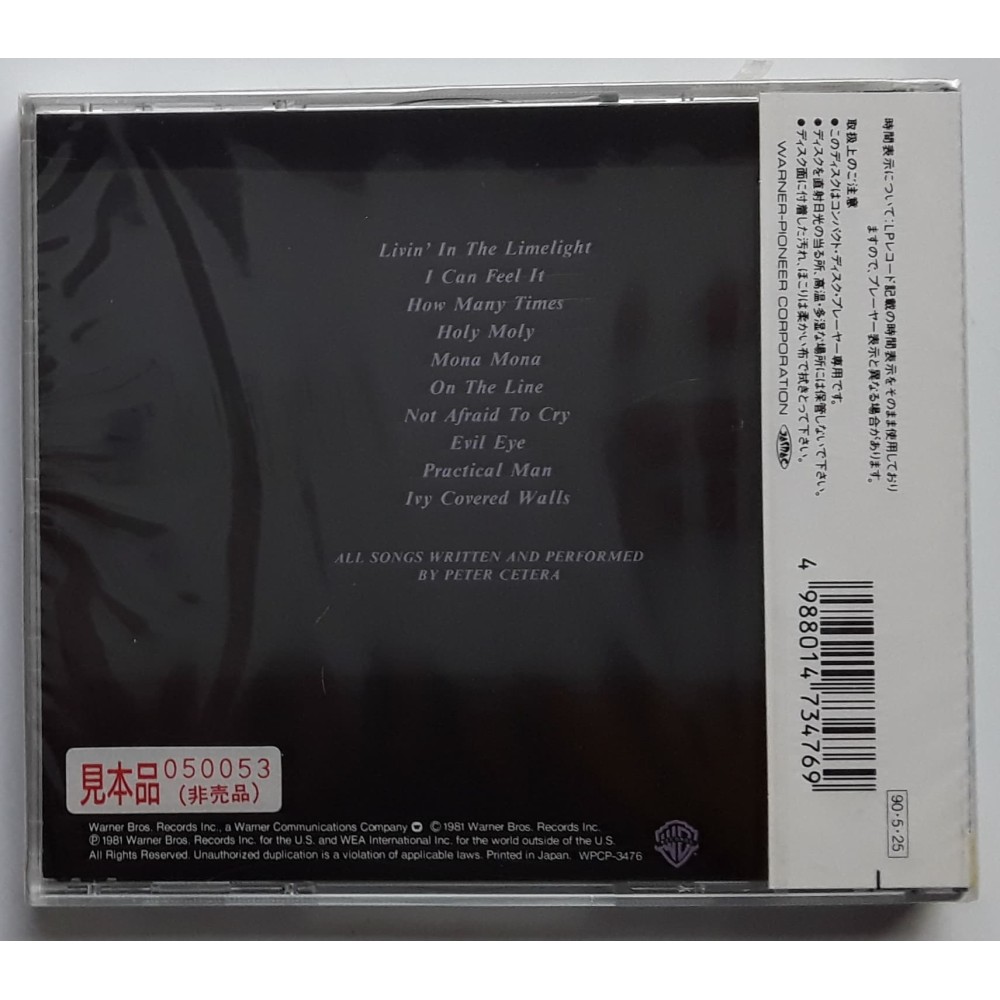 Livin' In The Limelight
I Can Feel It
How Many Times
Holy Moly
Mona Mona
On The Line
Not Afraid To Cry
Evil Eye
Practical Man
Ivy Covered Walls
ALL SONGS WRITTEN AND PERFORMED
BY PETER CETERA
見本品 050053
(非売品)
Warner Bros. Records Inc., a Warner Communications Company ©1981 Warner Bros. Records Inc.
℗1981 Warner Bros. Records Inc. for the U.S. and WEA International Inc. for the world outside of the U.S.
All Rights Reserved. Unauthorized duplication is a violation of applicable laws. Printed in Japan. WPCP-3476
時間表示について:LPレコード記載の時間表示をそのまま使用しており
ますので、プレーヤー表示と異なる場合があります。
取扱上のご注意
●このディスクはコンパクト・ディスク・プレーヤー専用です。
●ディスクを直射日光の当る所、高温・多湿な場所には保管しないで下さい。
●ディスク面に付着した汚れ、ほこりは柔かい布で拭きとって下さい。
WARNER-PIONEER CORPORATION
JASRAC
4 988014 734769
90・5・25